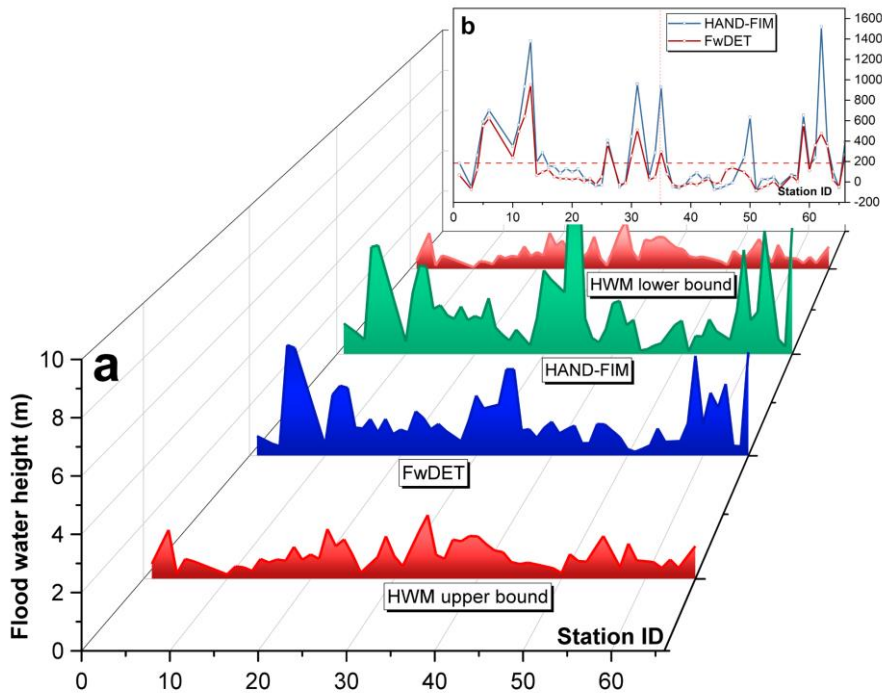 b
HAND-FIM
FwDET
1600
1400
1200
1000
800
600
400
200
0
-200
Station ID
0 10 20 30 40 50 60
a
HWM lower bound
HAND-FIM
FwDET
HWM upper bound
Flood water height (m)
10
8
6
4
2
0
Station ID
0 10 20 30 40 50 60